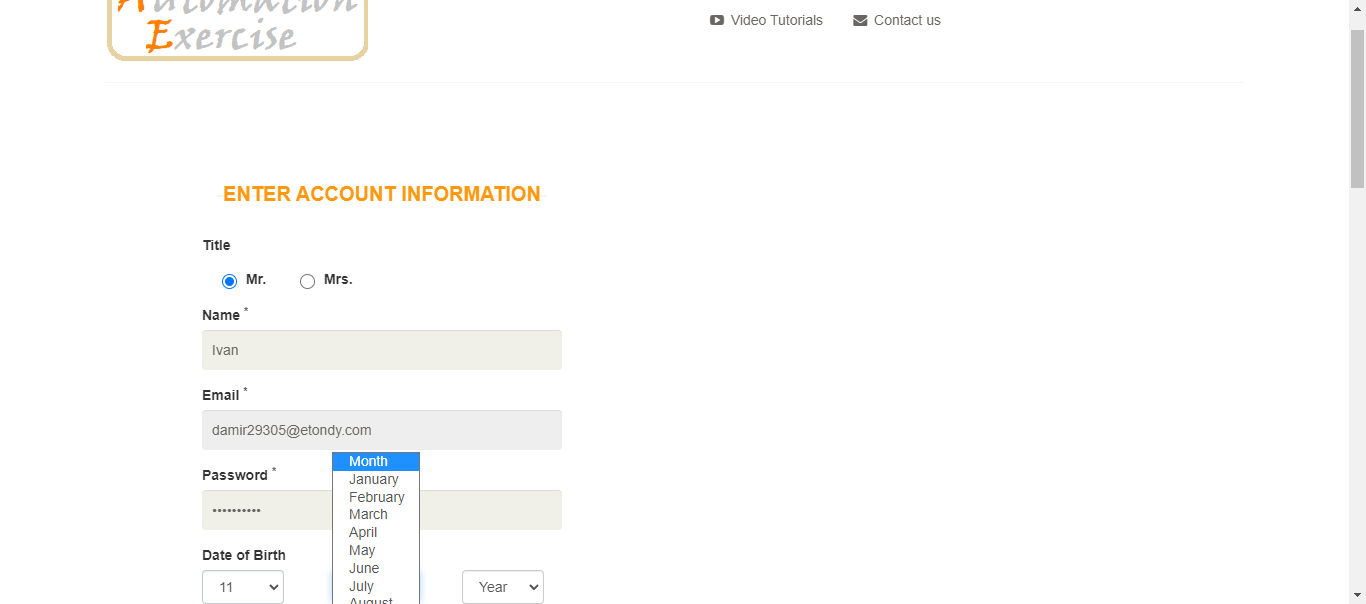 Automation
Exercise
Video Tutorials
Contact us
ENTER ACCOUNT INFORMATION
Title
Mr.
Mrs.
Name *
Ivan
Email *
damir29305@etondy.com
Password *
••••••••••
Month
January
February
March
April
May
June
July
August
Date of Birth
11
Year